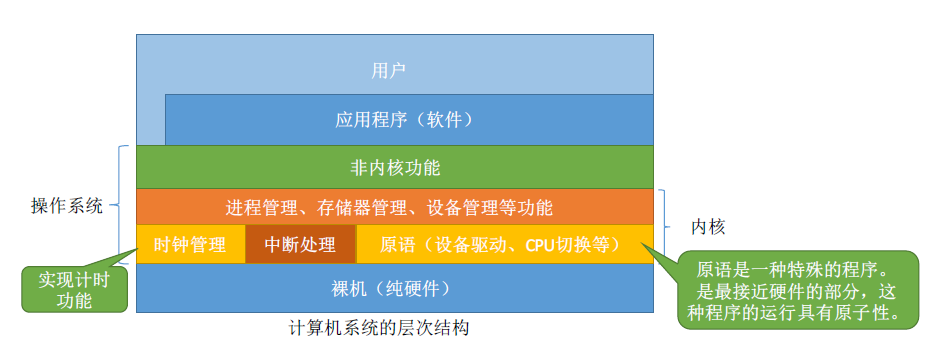 用户
应用程序（软件）
非内核功能
操作系统
进程管理、存储器管理、设备管理等功能
内核
时钟管理
中断处理
原语（设备驱动、CPU切换等）
实现计时
功能
裸机（纯硬件）
原语是一种特殊的程序。
是最接近硬件的部分，这
种程序的运行具有原子性。
计算机系统的层次结构